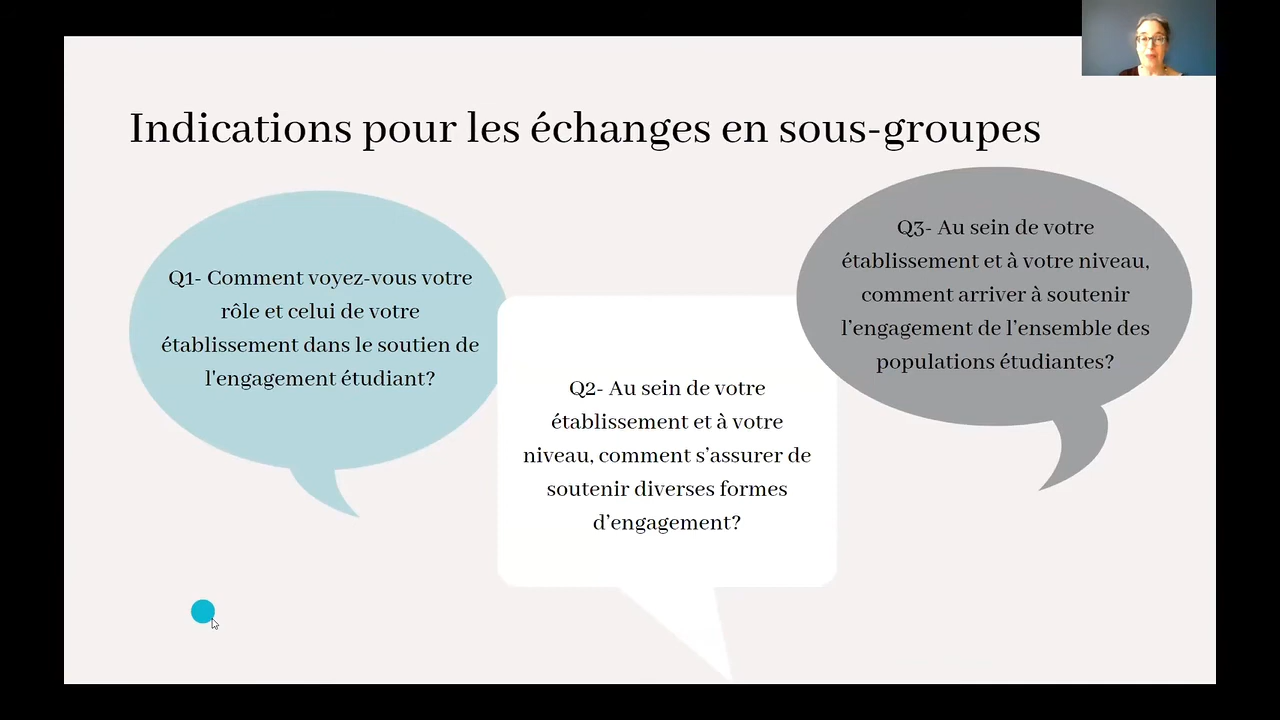 Indications pour les échanges en sous-groupes
Q1- Comment voyez-vous votre
rôle et celui de votre
établissement dans le soutien de
l'engagement étudiant?
Q2- Au sein de votre
établissement et à votre
niveau, comment s’assurer de
soutenir diverses formes
d’engagement?
Q3- Au sein de votre
établissement et à votre niveau,
comment arriver à soutenir
l’engagement de l’ensemble des
populations étudiantes?